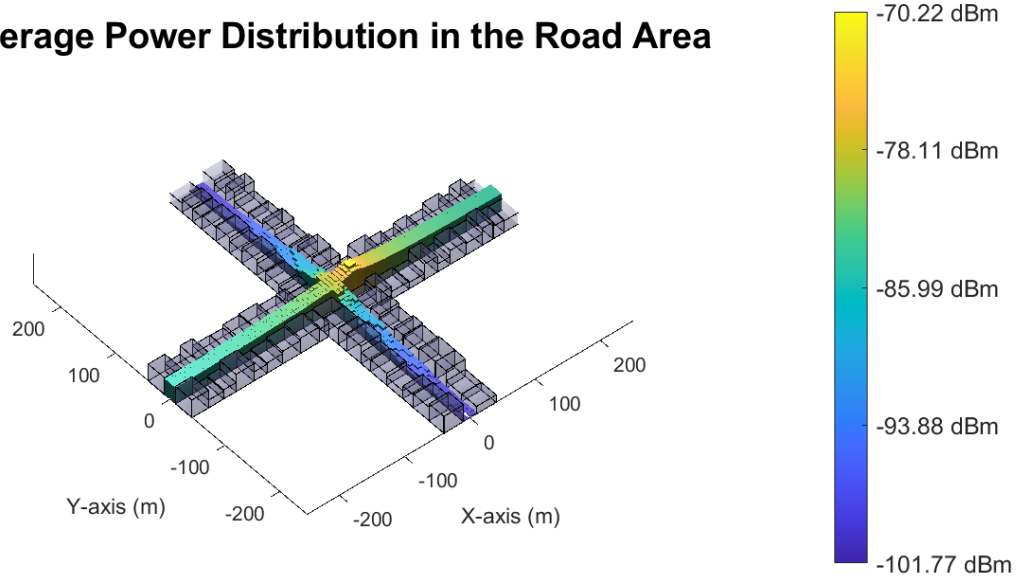 erage Power Distribution in the Road Area
-70.22 dBm
-78.11 dBm
-85.99 dBm
-93.88 dBm
-101.77 dBm
200
100
0
-100
-200
Y-axis (m)
200
100
0
-100
-200
X-axis (m)